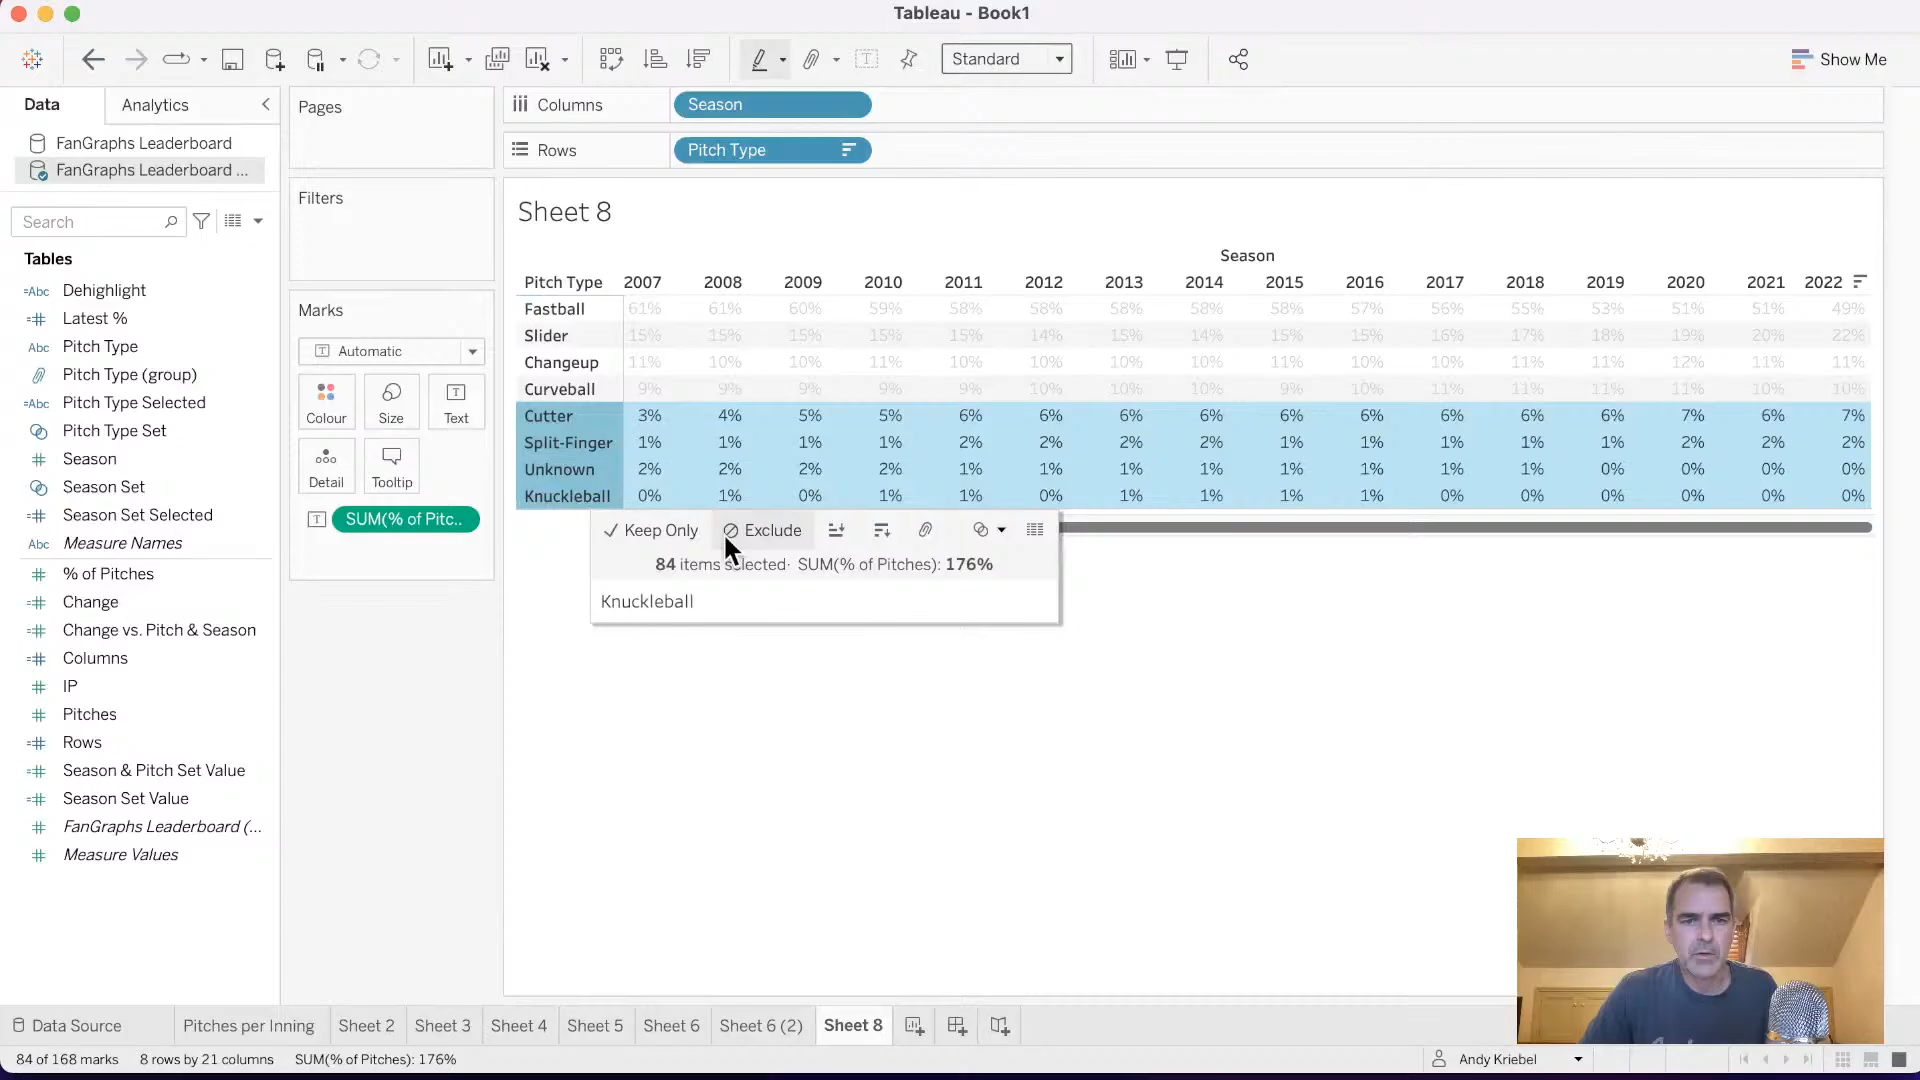 Tableau - Book1
Standard
Show Me
Data
Analytics
FanGraphs Leaderboard
FanGraphs Leaderboard ...
Search
Tables
=Abc Dehighlight
Latest %
Abc Pitch Type
Pitch Type (group)
=Abc Pitch Type Selected
Pitch Type Set
Season
Season Set
Season Set Selected
Abc Measure Names
% of Pitches
Change
Change vs. Pitch & Season
Columns
IP
Pitches
Rows
Season & Pitch Set Value
Season Set Value
FanGraphs Leaderboard (...
Measure Values
Pages
Filters
Marks
Automatic
Colour Size Text
Detail Tooltip
SUM(% of Pitc..
Columns Season
Rows Pitch Type
Sheet 8
Season
Pitch Type 2007 2008 2009 2010 2011 2012 2013 2014 2015 2016 2017 2018 2019 2020 2021 2022
Fastball 61% 61% 60% 59% 58% 58% 58% 58% 58% 57% 56% 55% 53% 51% 51% 49%
Slider 15% 15% 15% 15% 15% 14% 15% 14% 15% 15% 16% 17% 18% 19% 20% 22%
Changeup 11% 10% 10% 11% 10% 10% 10% 10% 11% 10% 10% 11% 11% 12% 11% 11%
Curveball 9% 9% 9% 9% 9% 10% 10% 10% 9% 10% 11% 11% 11% 11% 10% 10%
Cutter 3% 4% 5% 5% 6% 6% 6% 6% 6% 6% 6% 6% 6% 7% 6% 7%
Split-Finger 1% 1% 1% 1% 2% 2% 2% 2% 1% 1% 1% 1% 1% 2% 2% 2%
Unknown 2% 2% 2% 2% 1% 1% 1% 1% 1% 1% 1% 1% 0% 0% 0% 0%
Knuckleball 0% 1% 0% 1% 1% 0% 1% 1% 1% 1% 0% 0% 0% 0% 0% 0%
Keep Only Exclude
84 items selected· SUM(% of Pitches): 176%
Knuckleball
Data Source Pitches per Inning Sheet 2 Sheet 3 Sheet 4 Sheet 5 Sheet 6 Sheet 6 (2) Sheet 8
84 of 168 marks 8 rows by 21 columns SUM(% of Pitches): 176% Andy Kriebel